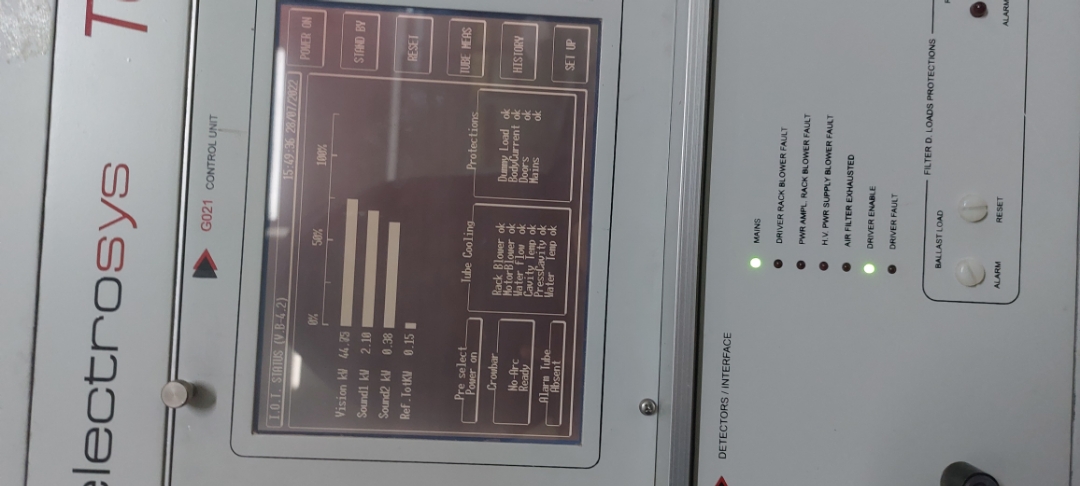 electrosys
G021 CONTROL UNIT
I.O.T. STATUS (V.B-4.2) 15:49:36 28/07/2022
0% 50% 100%
Vision kW 44.75
Sound1 kW 2.10
Sound2 kW 0.38
Ref.TotKW 0.15
Pre select
Power on
Crowbar
No-Arc
Ready
Alarm Tube
Absent
Tube Cooling
Rack Blower ok
MotorBlower ok
Water flow ok
Cavity Temp ok
PressCavity ok
Water Temp ok
Protections
Dummy Load ok
BodyCurrent ok
Doors ok
Mains ok
POWER ON
STAND BY
RESET
TUBE MEAS
HISTORY
SET UP
DETECTORS / INTERFACE
MAINS
DRIVER RACK BLOWER FAULT
PWR AMPL. RACK BLOWER FAULT
H.V. PWR SUPPLY BLOWER FAULT
AIR FILTER EXHAUSTED
DRIVER ENABLE
DRIVER FAULT
FILTER D. LOADS PROTECTIONS
BALLAST LOAD
ALARM RESET
ALARM